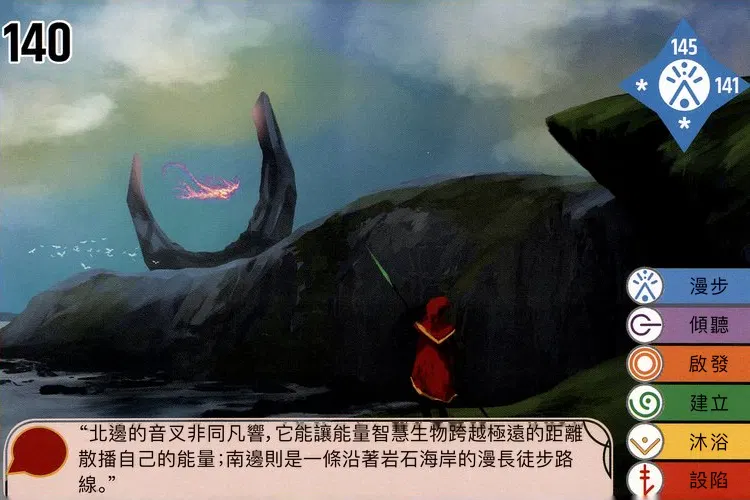 140
145
* 141
*
漫步
傾聽
啟發
建立
沐浴
設陷
“北邊的音叉非同凡響，它能讓能量智慧生物跨越極遠的距離
散播自己的能量；南邊則是一條沿著岩石海岸的漫長徒步路
線。”